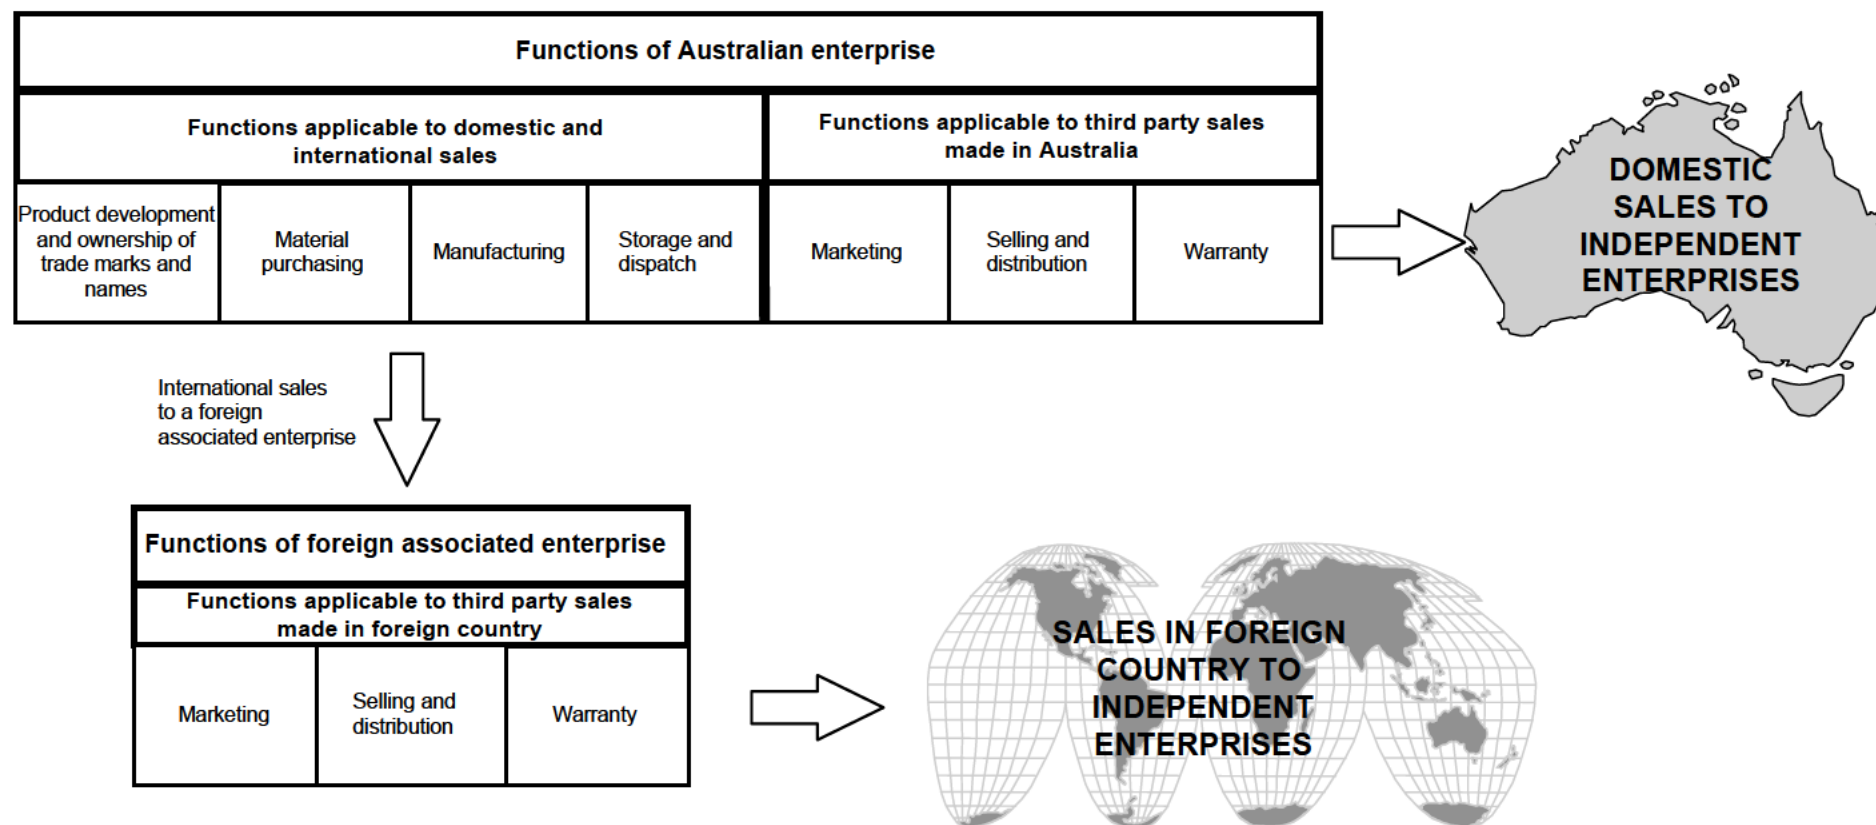 Functions of Australian enterprise
Functions applicable to domestic and
international sales
Functions applicable to third party sales
made in Australia
Product development
and ownership of
trade marks and
names
Material
purchasing
Manufacturing
Storage and
dispatch
Marketing
Selling and
distribution
Warranty
DOMESTIC
SALES TO
INDEPENDENT
ENTERPRISES
International sales
to a foreign
associated enterprise
Functions of foreign associated enterprise
Functions applicable to third party sales
made in foreign country
Marketing
Selling and
distribution
Warranty
SALES IN FOREIGN
COUNTRY TO
INDEPENDENT
ENTERPRISES